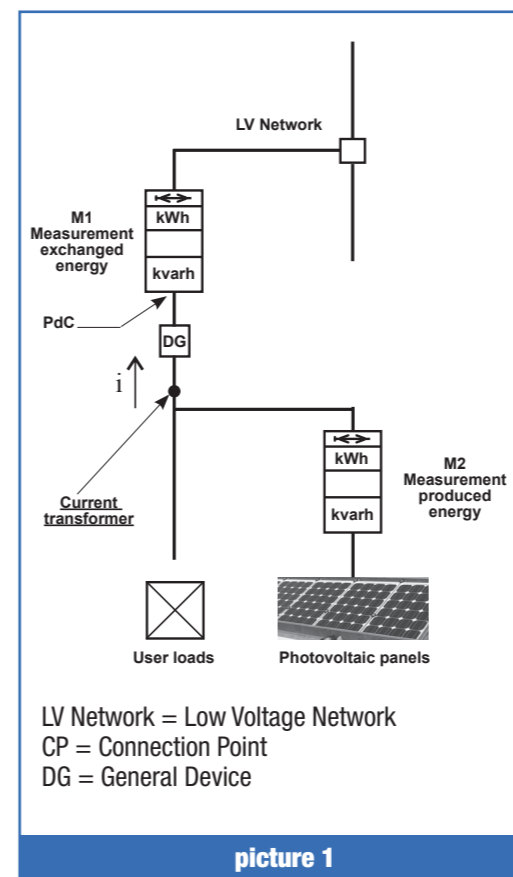 LV Network
M1
Measurement
exchanged
energy
kWh
kvarh
PdC
DG
i
Current
transformer
kWh
kvarh
M2
Measurement
produced
energy
User loads
Photovoltaic panels
LV Network = Low Voltage Network
CP = Connection Point
DG = General Device
picture 1